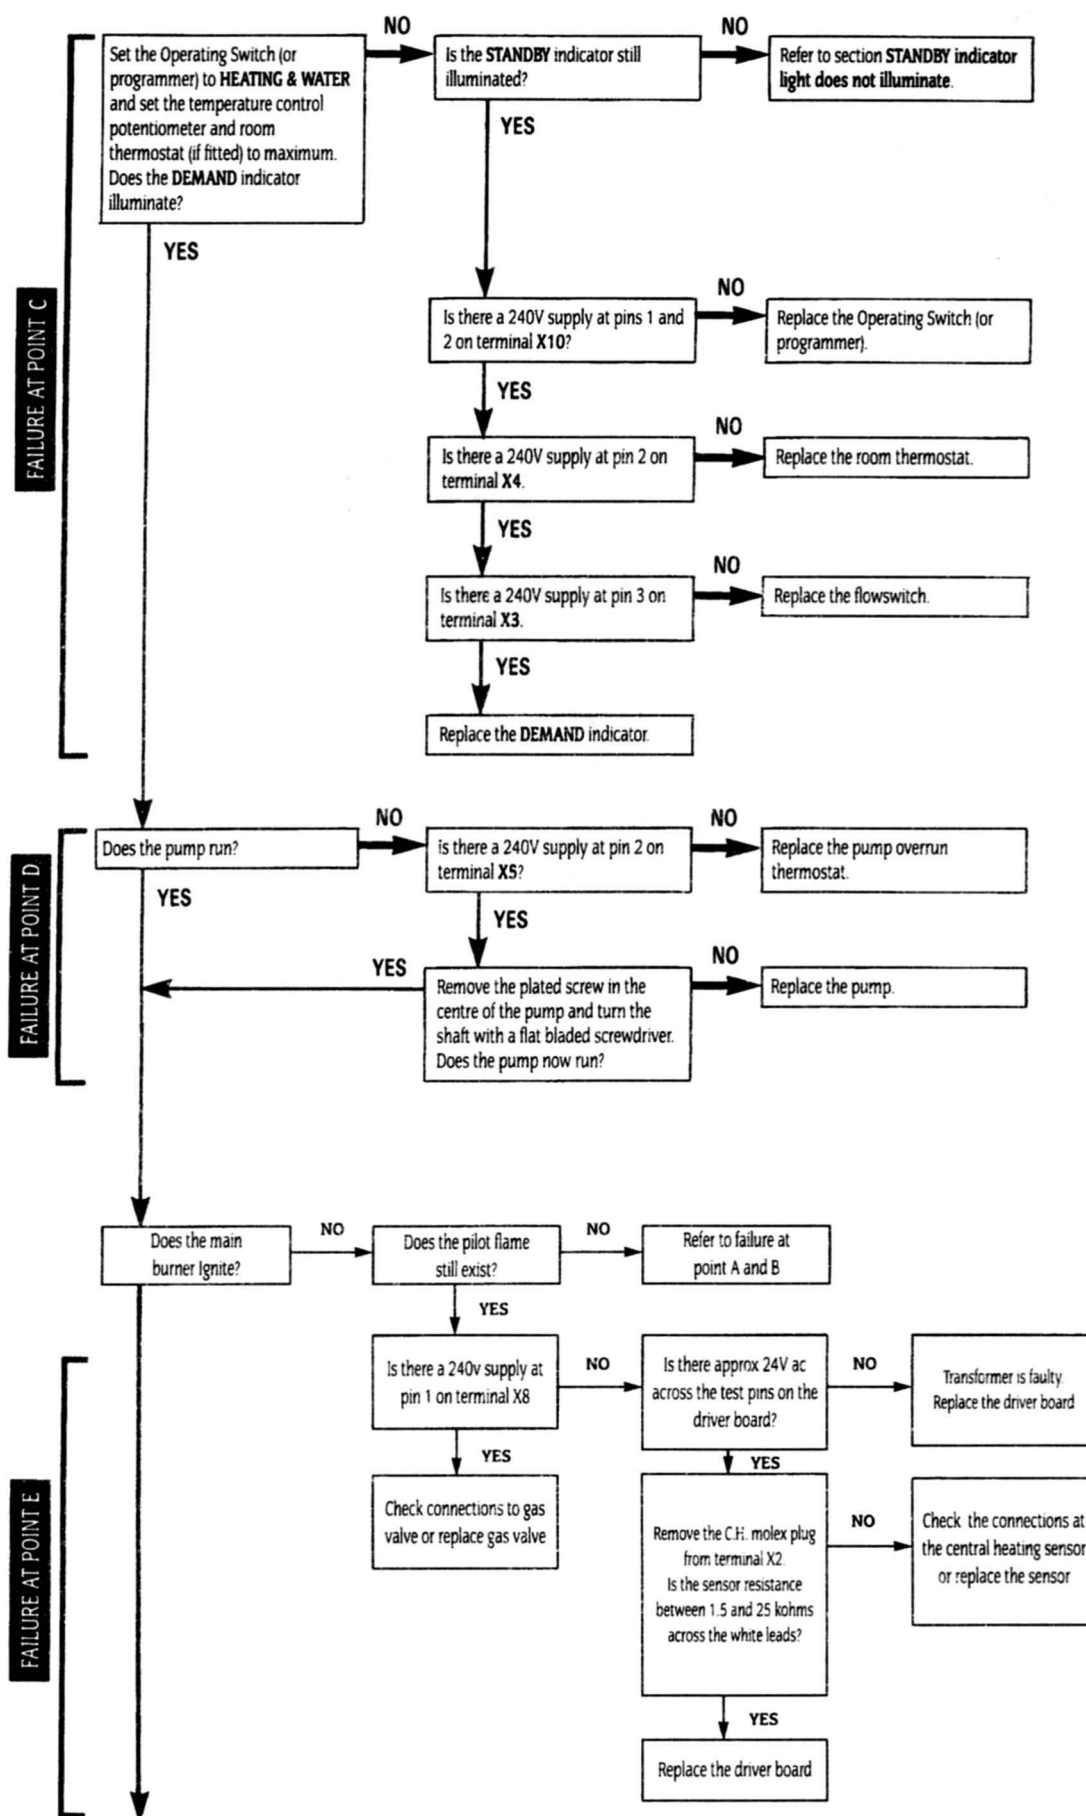 FAILURE AT POINT C
Set the Operating Switch (or
programmer) to HEATING & WATER
and set the temperature control
potentiometer and room
thermostat (if fitted) to maximum.
Does the DEMAND indicator
illuminate?
NO
Is the STANDBY indicator still
illuminated?
NO
Refer to section STANDBY indicator
light does not illuminate.
YES
YES
Is there a 240V supply at pins 1 and
2 on terminal X10?
NO
Replace the Operating Switch (or
programmer).
YES
Is there a 240V supply at pin 2 on
terminal X4.
NO
Replace the room thermostat.
YES
Is there a 240V supply at pin 3 on
terminal X3.
NO
Replace the flowswitch.
YES
Replace the DEMAND indicator.
FAILURE AT POINT D
Does the pump run?
NO
is there a 240V supply at pin 2 on
terminal X5?
NO
Replace the pump overrun
thermostat.
YES
YES
YES
Remove the plated screw in the
centre of the pump and turn the
shaft with a flat bladed screwdriver.
Does the pump now run?
NO
Replace the pump.
Does the main
burner Ignite?
NO
Does the pilot flame
still exist?
NO
Refer to failure at
point A and B
YES
FAILURE AT POINT E
Is there a 240v supply at
pin 1 on terminal X8
NO
Is there approx 24V ac
across the test pins on the
driver board?
NO
Transformer is faulty.
Replace the driver board
YES
YES
Check connections to gas
valve or replace gas valve
Remove the C.H. molex plug
from terminal X2.
Is the sensor resistance
between 1.5 and 25 kohms
across the white leads?
NO
Check the connections at
the central heating sensor
or replace the sensor
YES
Replace the driver board